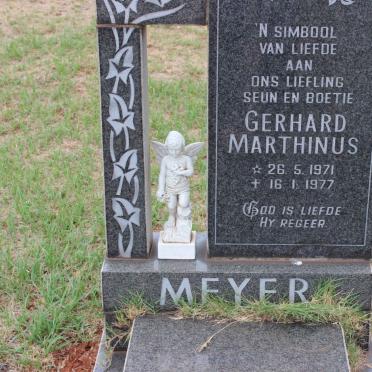 'N SIMBOOL
VAN LIEFDE
AAN
ONS LIEFLING
SEUN EN BOETIE
GERHARD
MARTHINUS
☆ 26.5.1971
✝ 16.1.1977
GOD IS LIEFDE
HY REGEER
MEYER